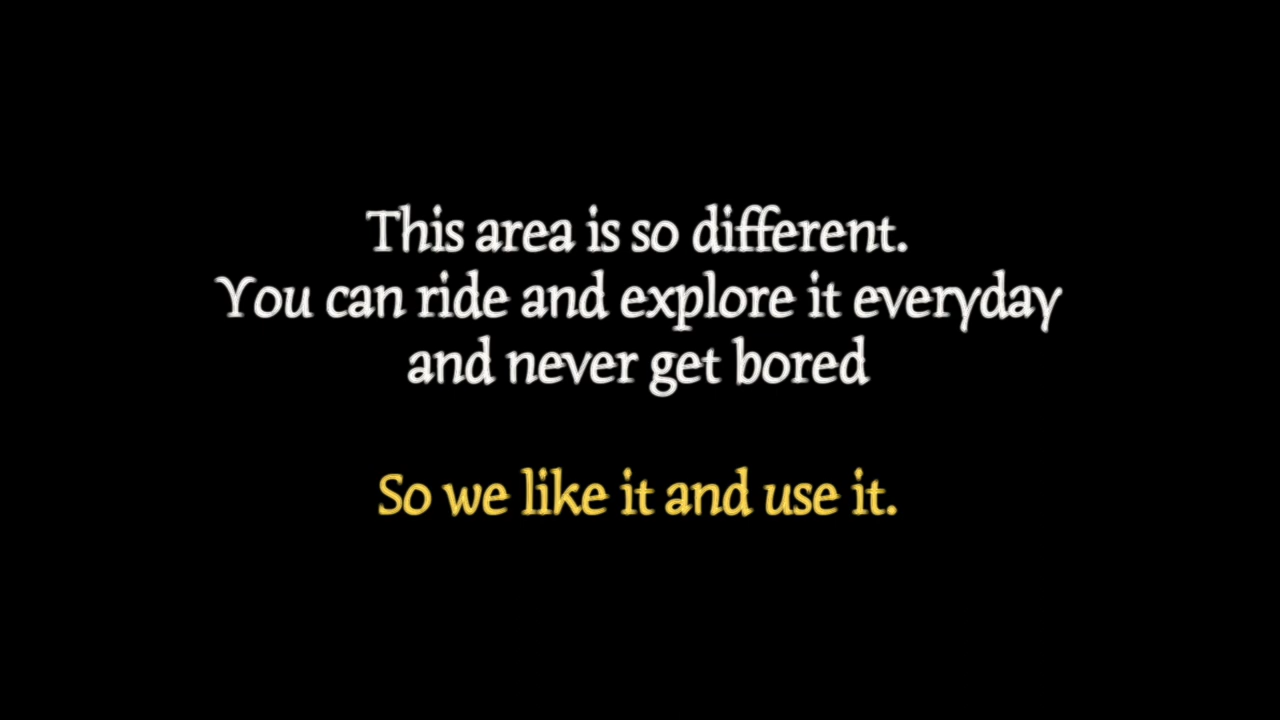 This area is so different.
You can ride and explore it everyday
and never get bored
So we like it and use it.